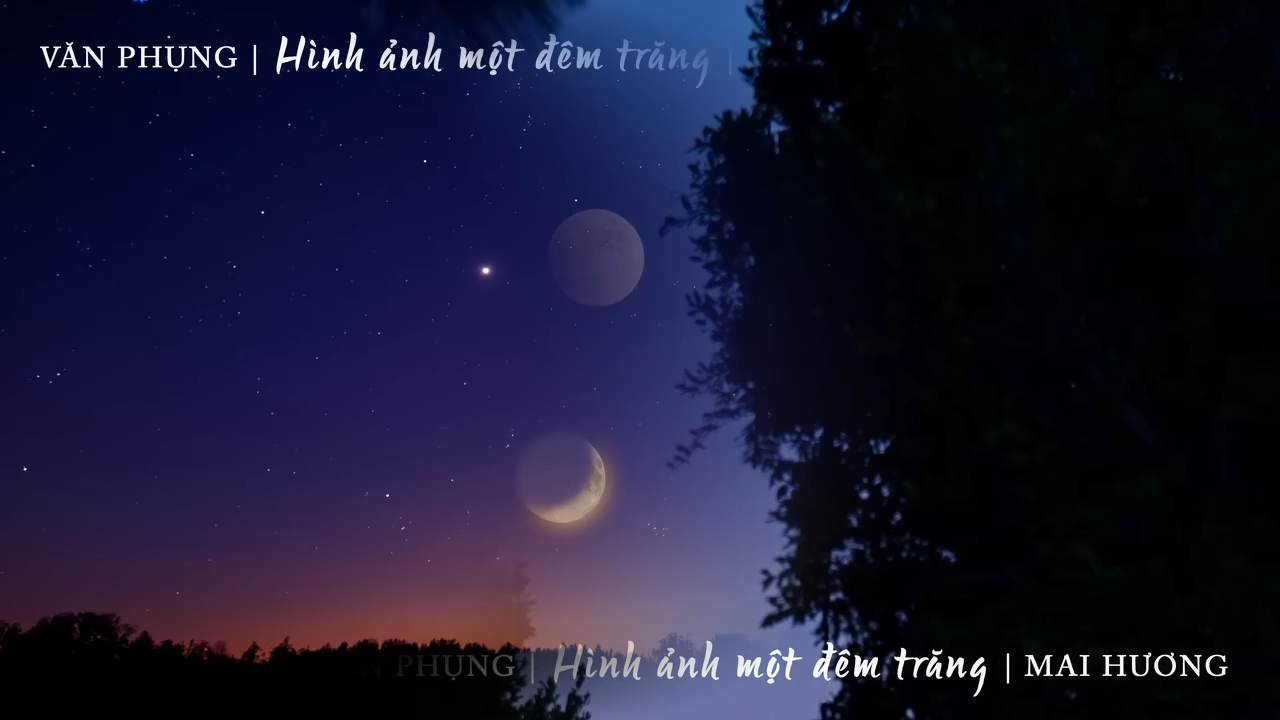 VĂN PHỤNG | Hình ảnh một đêm trăng |
PHỤNG | Hình ảnh một đêm trăng | MAI HƯƠNG